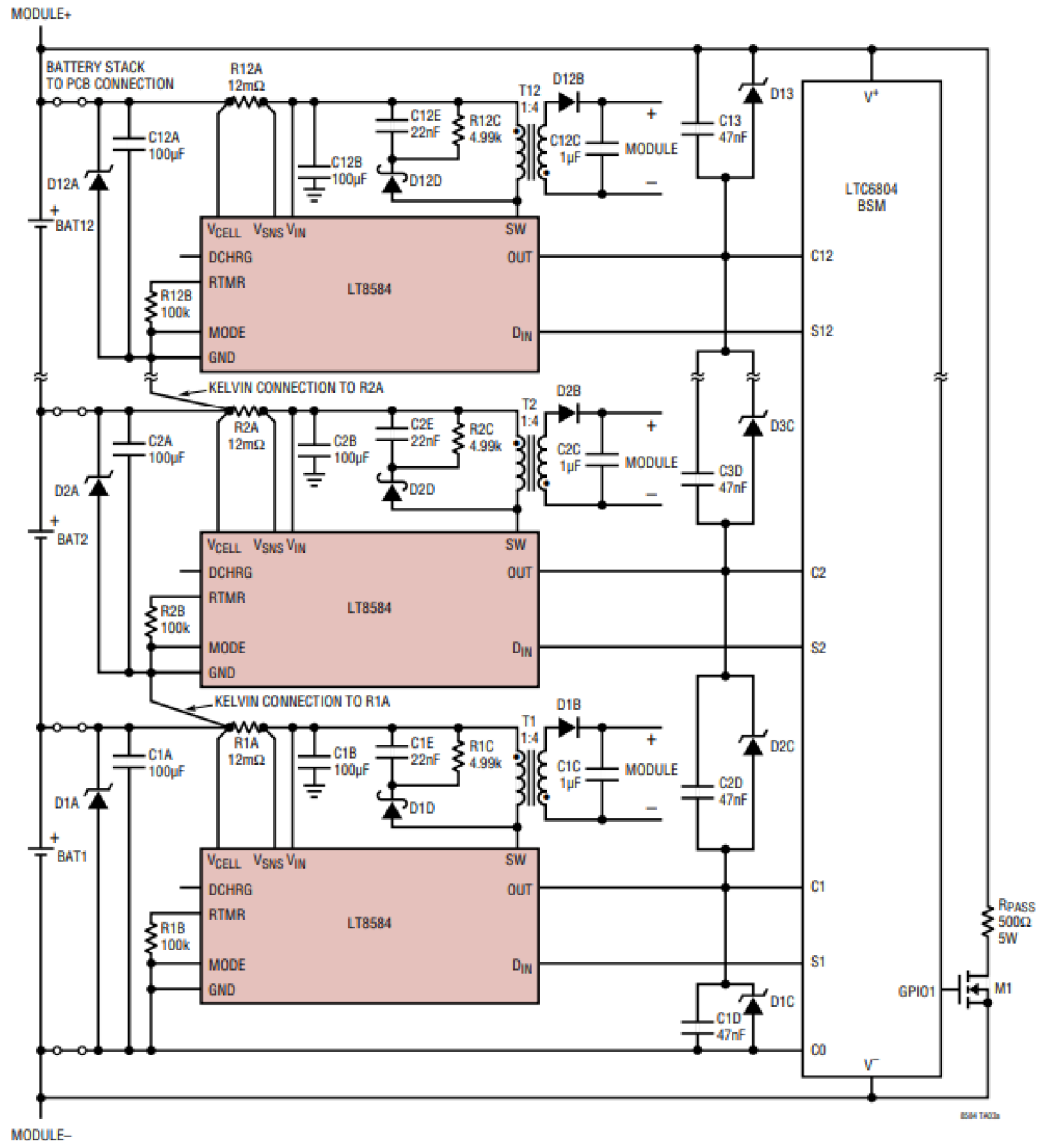 MODULE+
BATTERY STACK
TO PCB CONNECTION
R12A
12mΩ
C12A
100µF
D12A
+
BAT12
C12B
100µF
C12E
22nF
R12C
4.99k
D12D
T12
1:4
D12B
C12C
1µF
+
MODULE
–
C13
47nF
D13
V+
LTC6804
BSM
VCELL VSNS VIN
SW
DCHRG
OUT
RTMR
LT8584
R12B
100k
MODE
DIN
GND
C12
S12
KELVIN CONNECTION TO R2A
R2A
12mΩ
C2A
100µF
D2A
+
BAT2
C2B
100µF
C2E
22nF
R2C
4.99k
D2D
T2
1:4
D2B
C2C
1µF
+
MODULE
–
C3D
47nF
D3C
VCELL VSNS VIN
SW
DCHRG
OUT
RTMR
LT8584
R2B
100k
MODE
DIN
GND
C2
S2
KELVIN CONNECTION TO R1A
R1A
12mΩ
C1A
100µF
D1A
+
BAT1
C1B
100µF
C1E
22nF
R1C
4.99k
D1D
T1
1:4
D1B
C1C
1µF
+
MODULE
–
C2D
47nF
D2C
VCELL VSNS VIN
SW
DCHRG
OUT
RTMR
LT8584
R1B
100k
MODE
DIN
GND
C1
S1
C1D
47nF
D1C
C0
V–
GPIO1
RPASS
500Ω
5W
M1
8584 TA03a
MODULE–